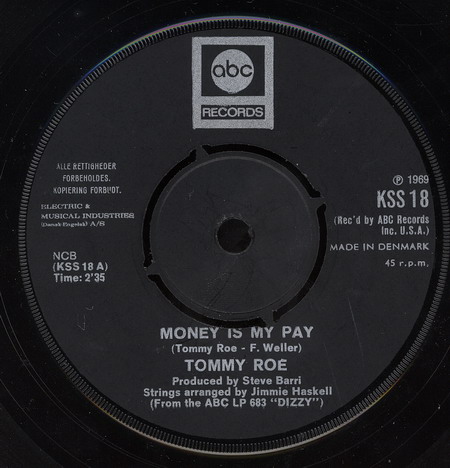 abc
RECORDS
ALLE RETTIGHEDER
FORBEHOLDES.
KOPIERING FORBUDT.
ELECTRIC &
MUSICAL INDUSTRIES
(Dansk-Engelsk) A/S
NCB
(KSS 18 A)
Time: 2'35
℗ 1969
KSS 18
(Rec'd by ABC Records
Inc. U.S.A.)
MADE IN DENMARK
45 r.p.m.
MONEY IS MY PAY
(Tommy Roe - F. Weller)
TOMMY ROE
Produced by Steve Barri
Strings arranged by Jimmie Haskell
(From the ABC LP 683 "DIZZY")